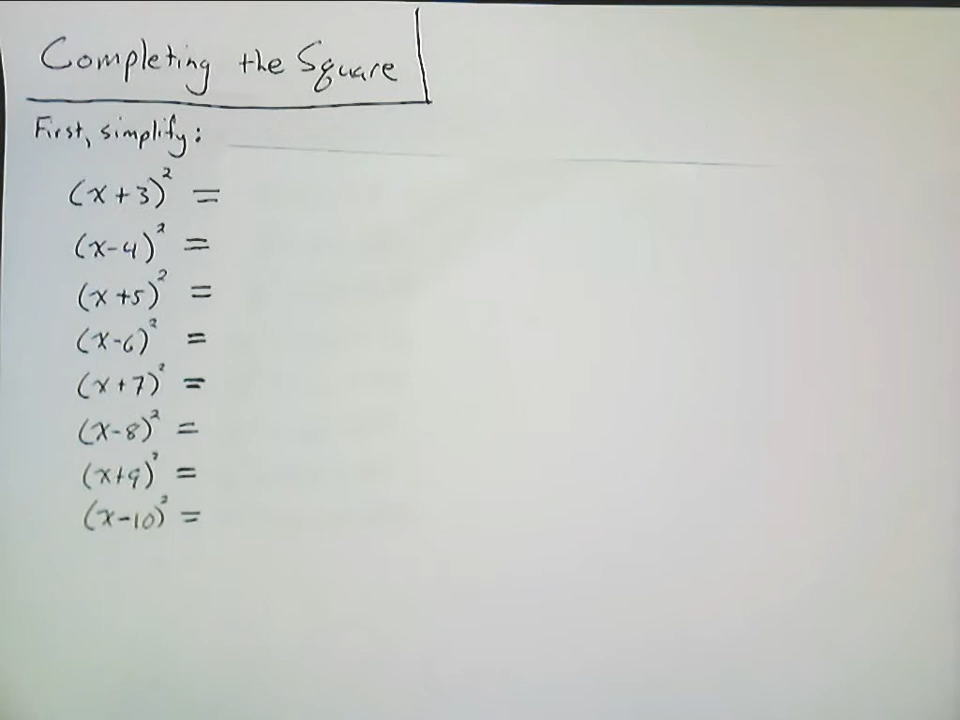 Completing the Square
First, simplify:
(x+3)² =
(x-4)² =
(x+5)² =
(x-6)² =
(x+7)² =
(x-8)² =
(x+9)² =
(x-10)² =